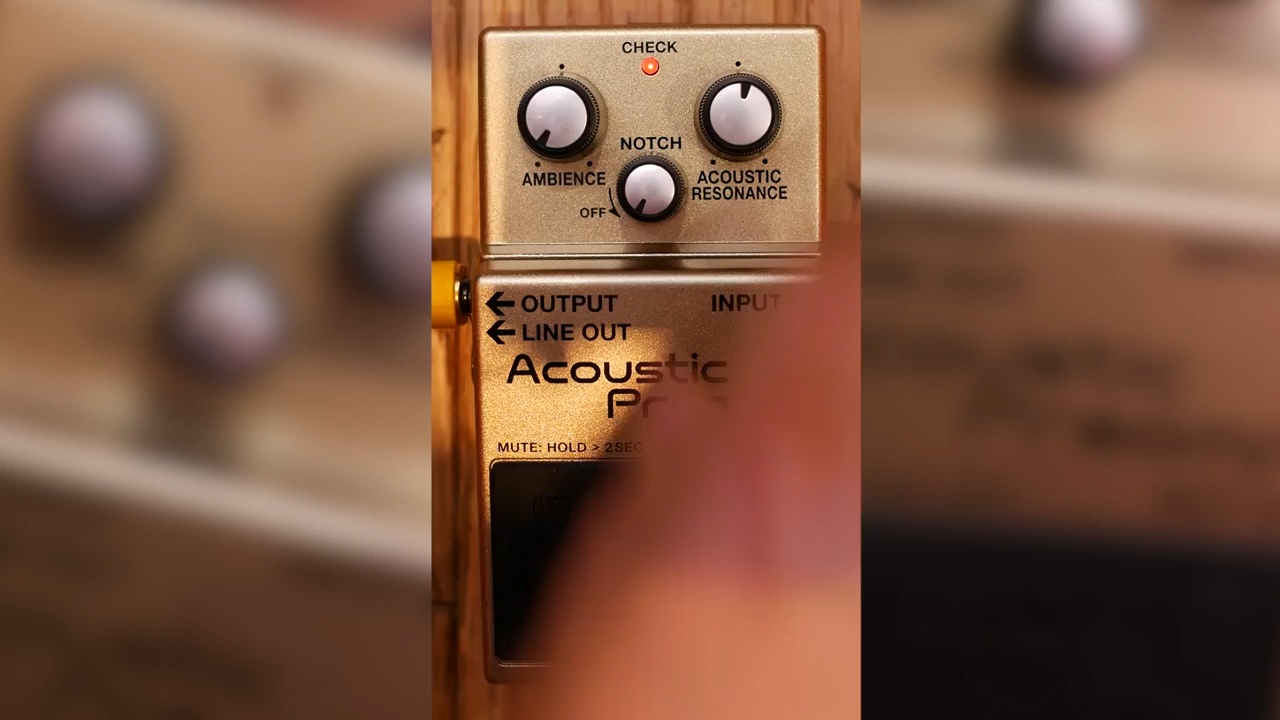 CHECK
NOTCH
AMBIENCE
ACOUSTIC
RESONANCE
OFF
OUTPUT INPUT
LINE OUT
Acoustic
MUTE: HOLD > 2SEC